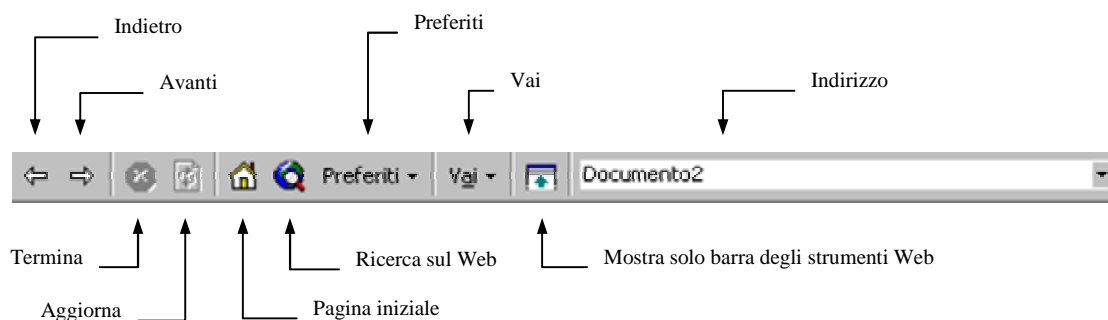 Indietro
Preferiti
Avanti
Vai
Indirizzo
Preferiti
Vai
Documento2
Termina
Ricerca sul Web
Mostra solo barra degli strumenti Web
Aggiorna
Pagina iniziale